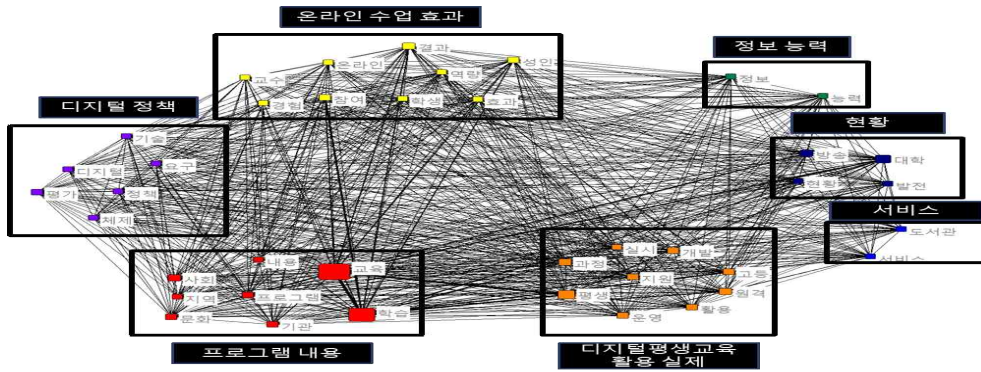 온라인 수업 효과
결과
온라인
성인
교수
역량
경험
참여
학생
효과
정보 능력
정보
능력
디지털 정책
기술
디지털
요구
평가
정책
체제
현황
방송
대학
현황
발전
서비스
도서관
서비스
내용
사회
교육
지역
프로그램
문화
기관
학습
프로그램 내용
실시
개발
과정
지원
고등
평생
원격
활용
운영
디지털평생교육
활용 실제